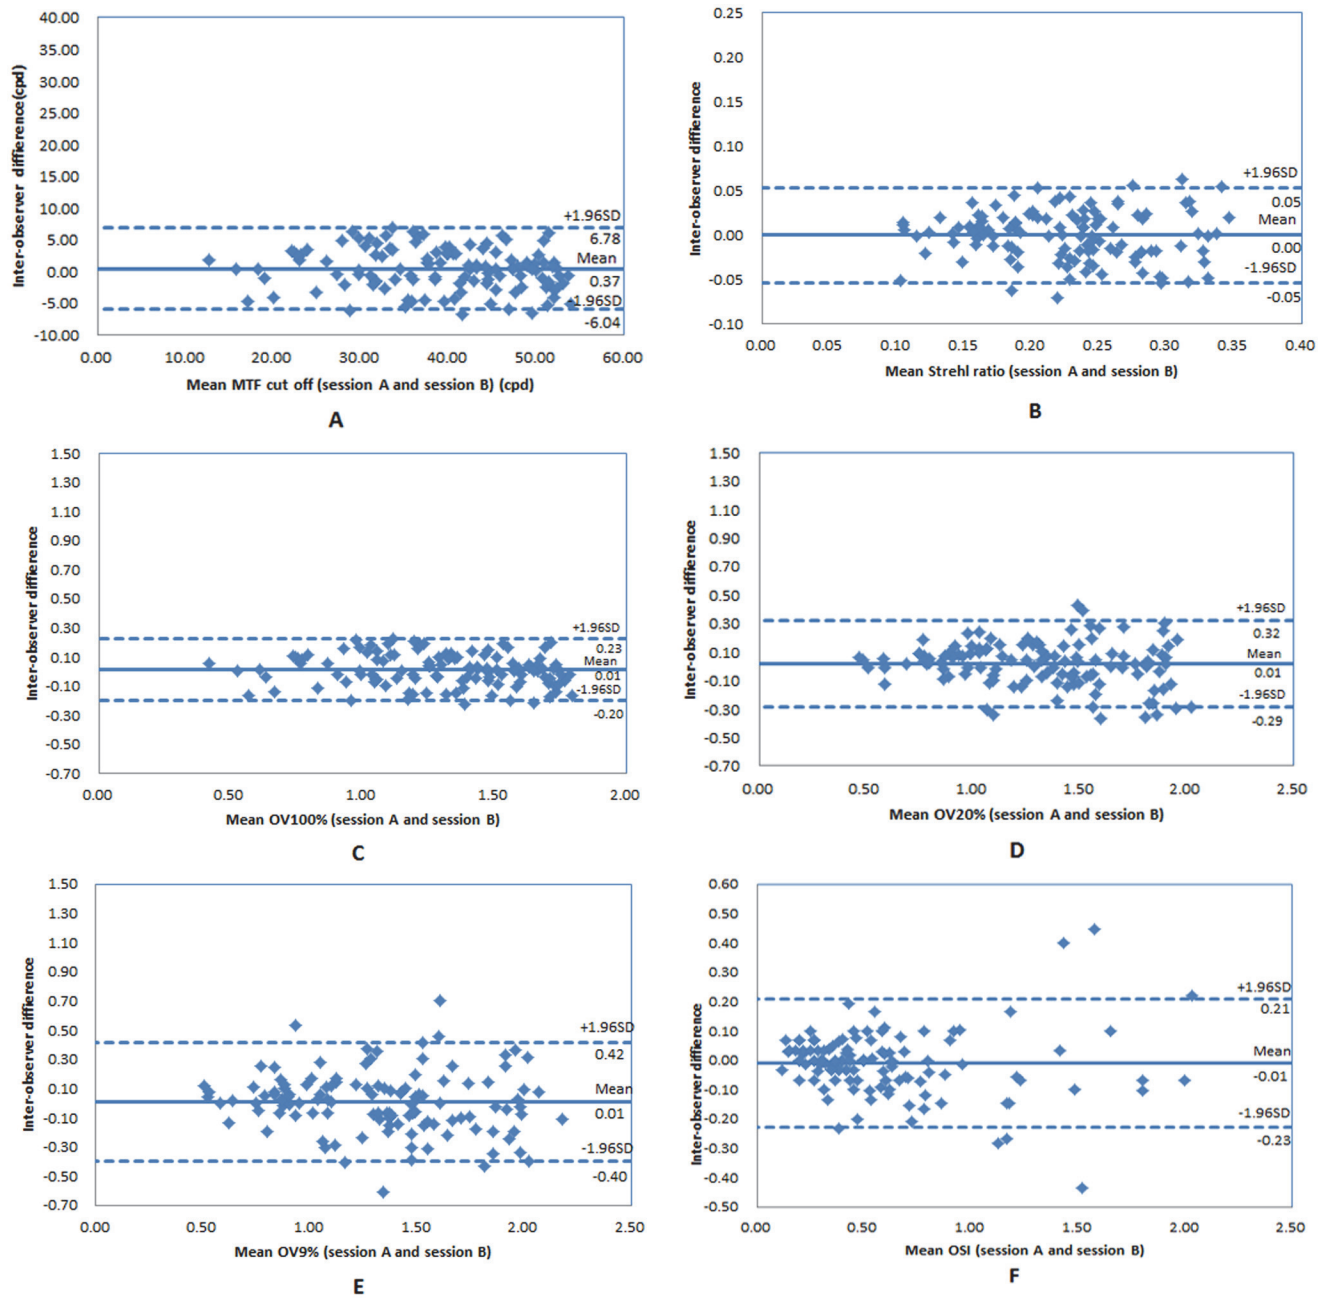 40.00
35.00
30.00
25.00
20.00
15.00
10.00
5.00
0.00
-5.00
-10.00
Inter-observer diffierence(cpd)
+1.96SD
6.78
Mean
0.37
-1.96SD
-6.04
0.00 10.00 20.00 30.00 40.00 50.00 60.00
Mean MTF cut off (session A and session B) (cpd)
A
0.25
0.20
0.15
0.10
0.05
0.00
-0.05
-0.10
Inter-observer diffierence
+1.96SD
0.05
Mean
0.00
-1.96SD
-0.05
0.00 0.05 0.10 0.15 0.20 0.25 0.30 0.35 0.40
Mean Strehl ratio (session A and session B)
B
1.50
1.30
1.10
0.90
0.70
0.50
0.30
0.10
-0.10
-0.30
-0.50
-0.70
Inter-observer diffierence
+1.96SD
0.23
Mean
0.01
-1.96SD
-0.20
0.00 0.50 1.00 1.50 2.00
Mean OV100% (session A and session B)
C
1.50
1.30
1.10
0.90
0.70
0.50
0.30
0.10
-0.10
-0.30
-0.50
-0.70
Inter-observer diffierence
+1.96SD
0.32
Mean
0.01
-1.96SD
-0.29
0.00 0.50 1.00 1.50 2.00 2.50
Mean OV20% (session A and session B)
D
1.50
1.30
1.10
0.90
0.70
0.50
0.30
0.10
-0.10
-0.30
-0.50
-0.70
Inter-observer diffierence
+1.96SD
0.42
Mean
0.01
-1.96SD
-0.40
0.00 0.50 1.00 1.50 2.00 2.50
Mean OV9% (session A and session B)
E
0.60
0.50
0.40
0.30
0.20
0.10
0.00
-0.10
-0.20
-0.30
-0.40
-0.50
Inter-observer diffierence
+1.96SD
0.21
Mean
-0.01
-1.96SD
-0.23
0.00 0.50 1.00 1.50 2.00 2.50
Mean OSI (session A and session B)
F